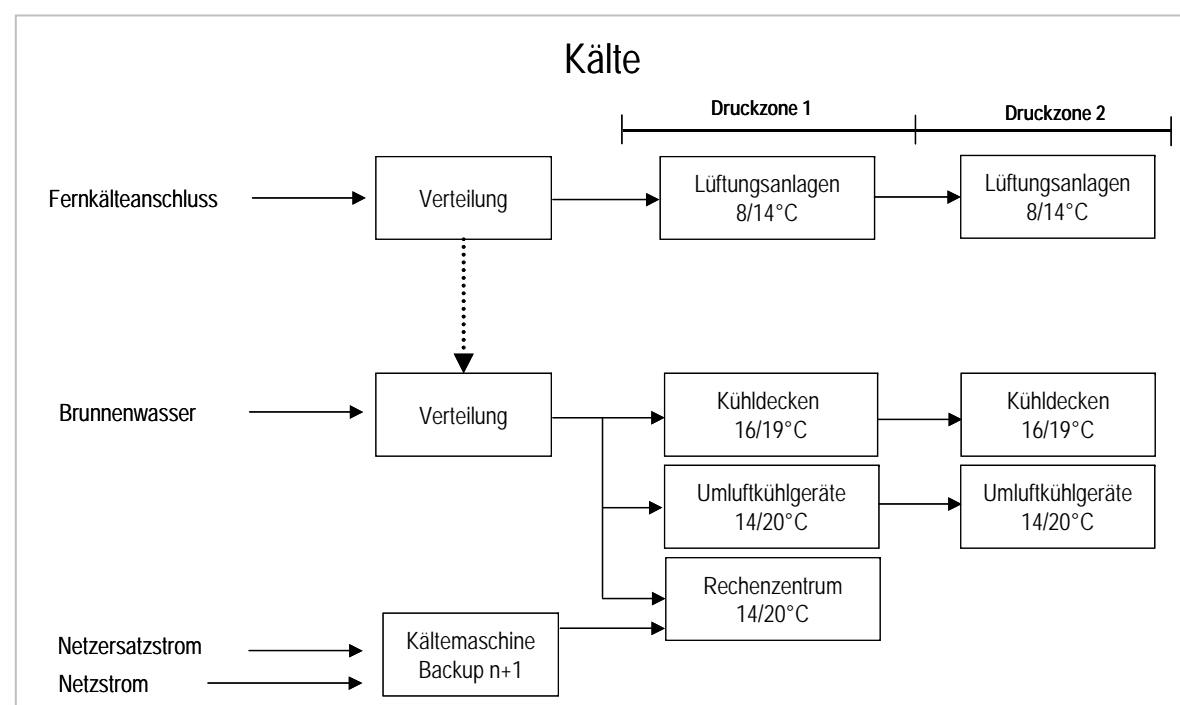 Kälte
Druckzone 1
Druckzone 2
Fernkälteanschluss
Verteilung
Lüftungsanlagen
8/14°C
Lüftungsanlagen
8/14°C
Brunnenwasser
Verteilung
Kühldecken
16/19°C
Kühldecken
16/19°C
Umluftkühlgeräte
14/20°C
Umluftkühlgeräte
14/20°C
Rechenzentrum
14/20°C
Netzersatzstrom
Netzstrom
Kältemaschine
Backup n+1